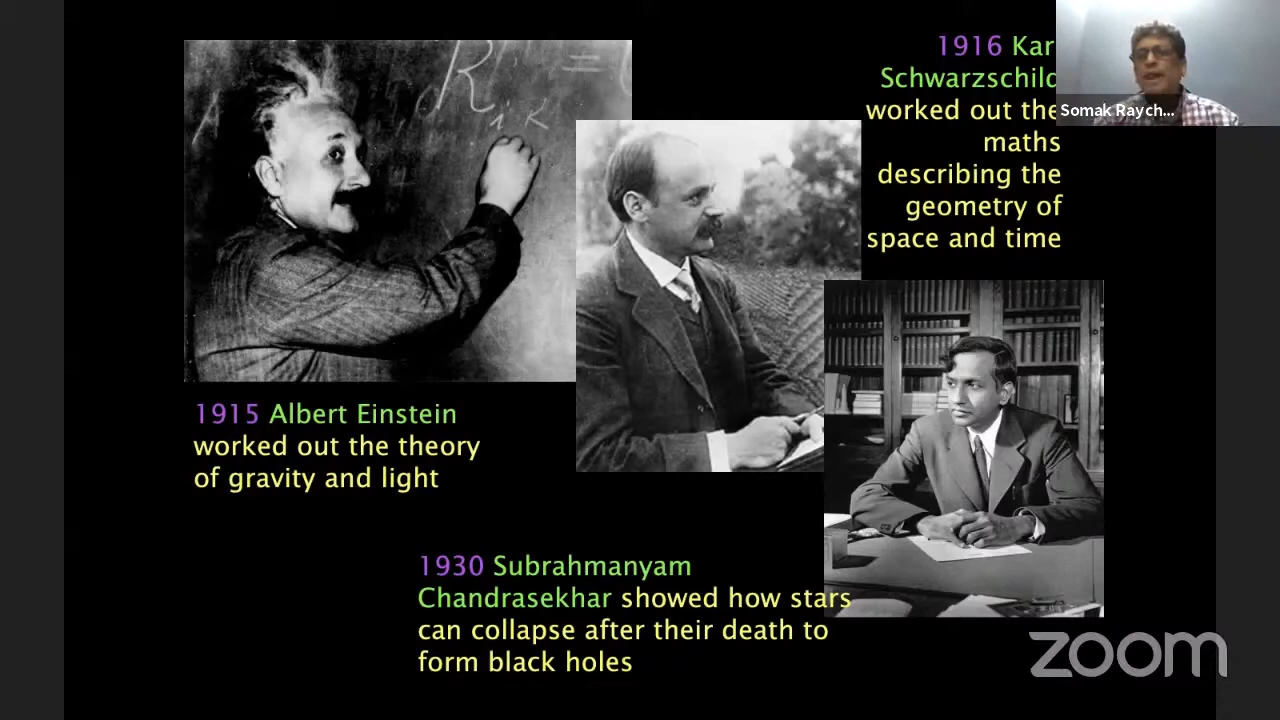 1916 Kar
Schwarzschild
worked out the
maths
describing the
geometry of
space and time
Somak Raych...
R i K =
1915 Albert Einstein
worked out the theory
of gravity and light
1930 Subrahmanyam
Chandrasekhar showed how stars
can collapse after their death to
form black holes
zoom